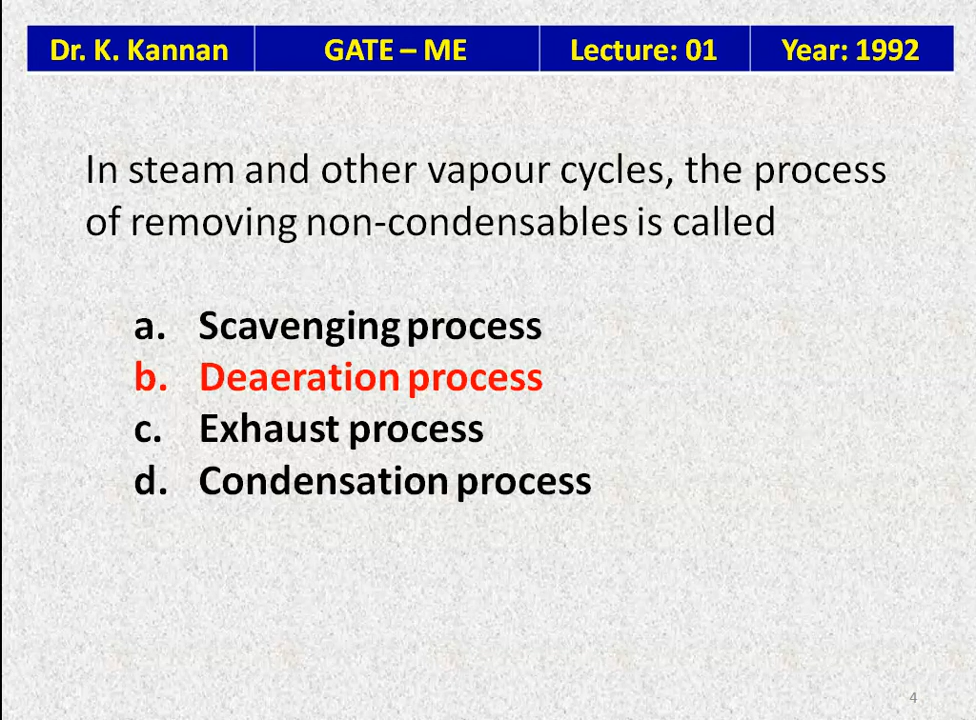 Dr. K. Kannan GATE – ME Lecture: 01 Year: 1992
In steam and other vapour cycles, the process
of removing non-condensables is called
a. Scavenging process
b. Deaeration process
c. Exhaust process
d. Condensation process
4